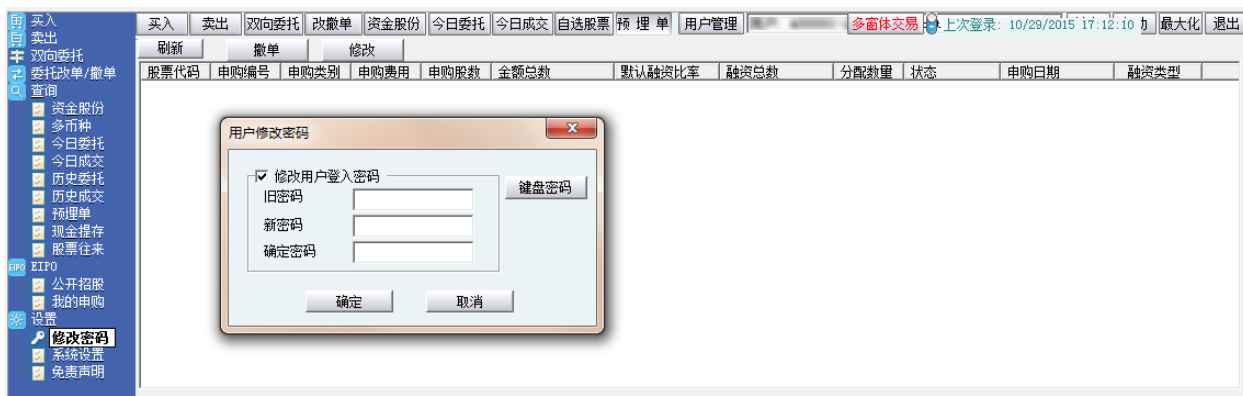 买入 卖出 双向委托 改撤单 资金股份 今日委托 今日成交 自选股票 预 埋 单 用户管理 多窗体交易 上次登录: 10/29/2015 17:12:10 最大化 退出
刷新 撤单 修改
股票代码 申购编号 申购类别 申购费用 申购股数 金额总数 默认融资比率 融资总数 分配数量 状态 申购日期 融资类型
买入
卖出
双向委托
委托改单/撤单
查询
资金股份
多币种
今日委托
今日成交
历史委托
历史成交
预埋单
现金提存
股票往来
EIPO EIPO
公开招股
我的申购
设置
修改密码
系统设置
免责声明
用户修改密码
修改用户登入密码
旧密码
新密码
确定密码
键盘密码
确定 取消